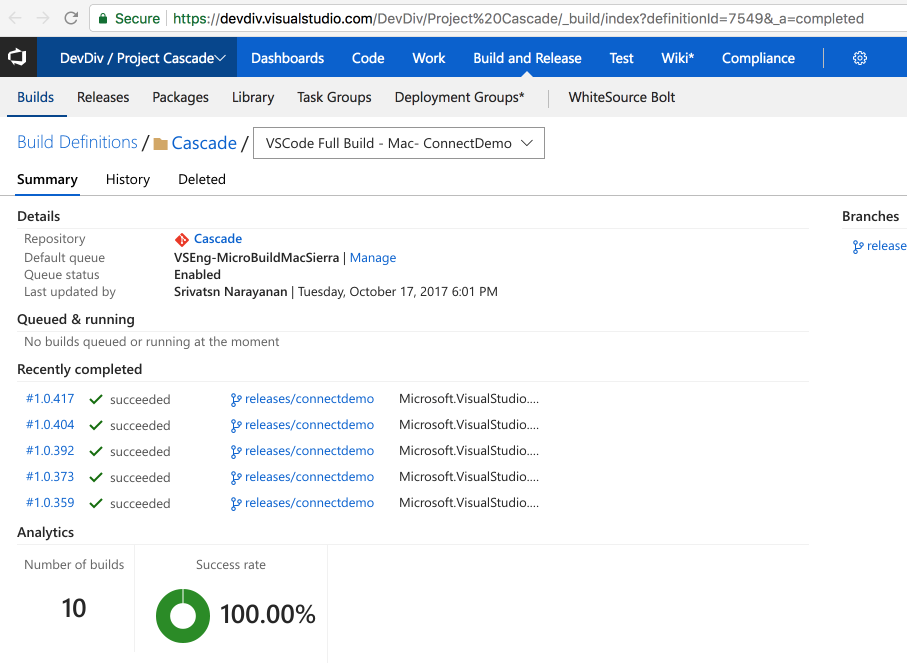 Secure https://devdiv.visualstudio.com/DevDiv/Project%20Cascade/_build/index?definitionId=7549&_a=completed
DevDiv / Project Cascade Dashboards Code Work Build and Release Test Wiki* Compliance
Builds Releases Packages Library Task Groups Deployment Groups* WhiteSource Bolt
Build Definitions / Cascade / VSCode Full Build - Mac- ConnectDemo
Summary History Deleted
Details Branches
Repository Cascade release
Default queue VSEng-MicroBuildMacSierra | Manage
Queue status Enabled
Last updated by Srivatsn Narayanan | Tuesday, October 17, 2017 6:01 PM
Queued & running
No builds queued or running at the moment
Recently completed
#1.0.417 succeeded releases/connectdemo Microsoft.VisualStudio....
#1.0.404 succeeded releases/connectdemo Microsoft.VisualStudio....
#1.0.392 succeeded releases/connectdemo Microsoft.VisualStudio....
#1.0.373 succeeded releases/connectdemo Microsoft.VisualStudio....
#1.0.359 succeeded releases/connectdemo Microsoft.VisualStudio....
Analytics
Number of builds Success rate
10 100.00%